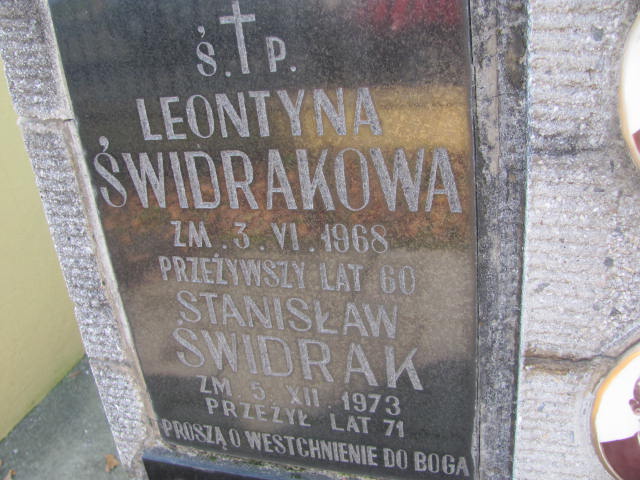 Ś. P.
LEONTYNA
ŚWIDRAKOWA
ZM. 3. VI. 1968
PRZEŻYWSZY LAT 60
STANISŁAW
ŚWIDRAK
ZM 5. XII. 1973
PRZEŻYŁ LAT 71
PROSZĄ O WESTCHNIENIE DO BOGA